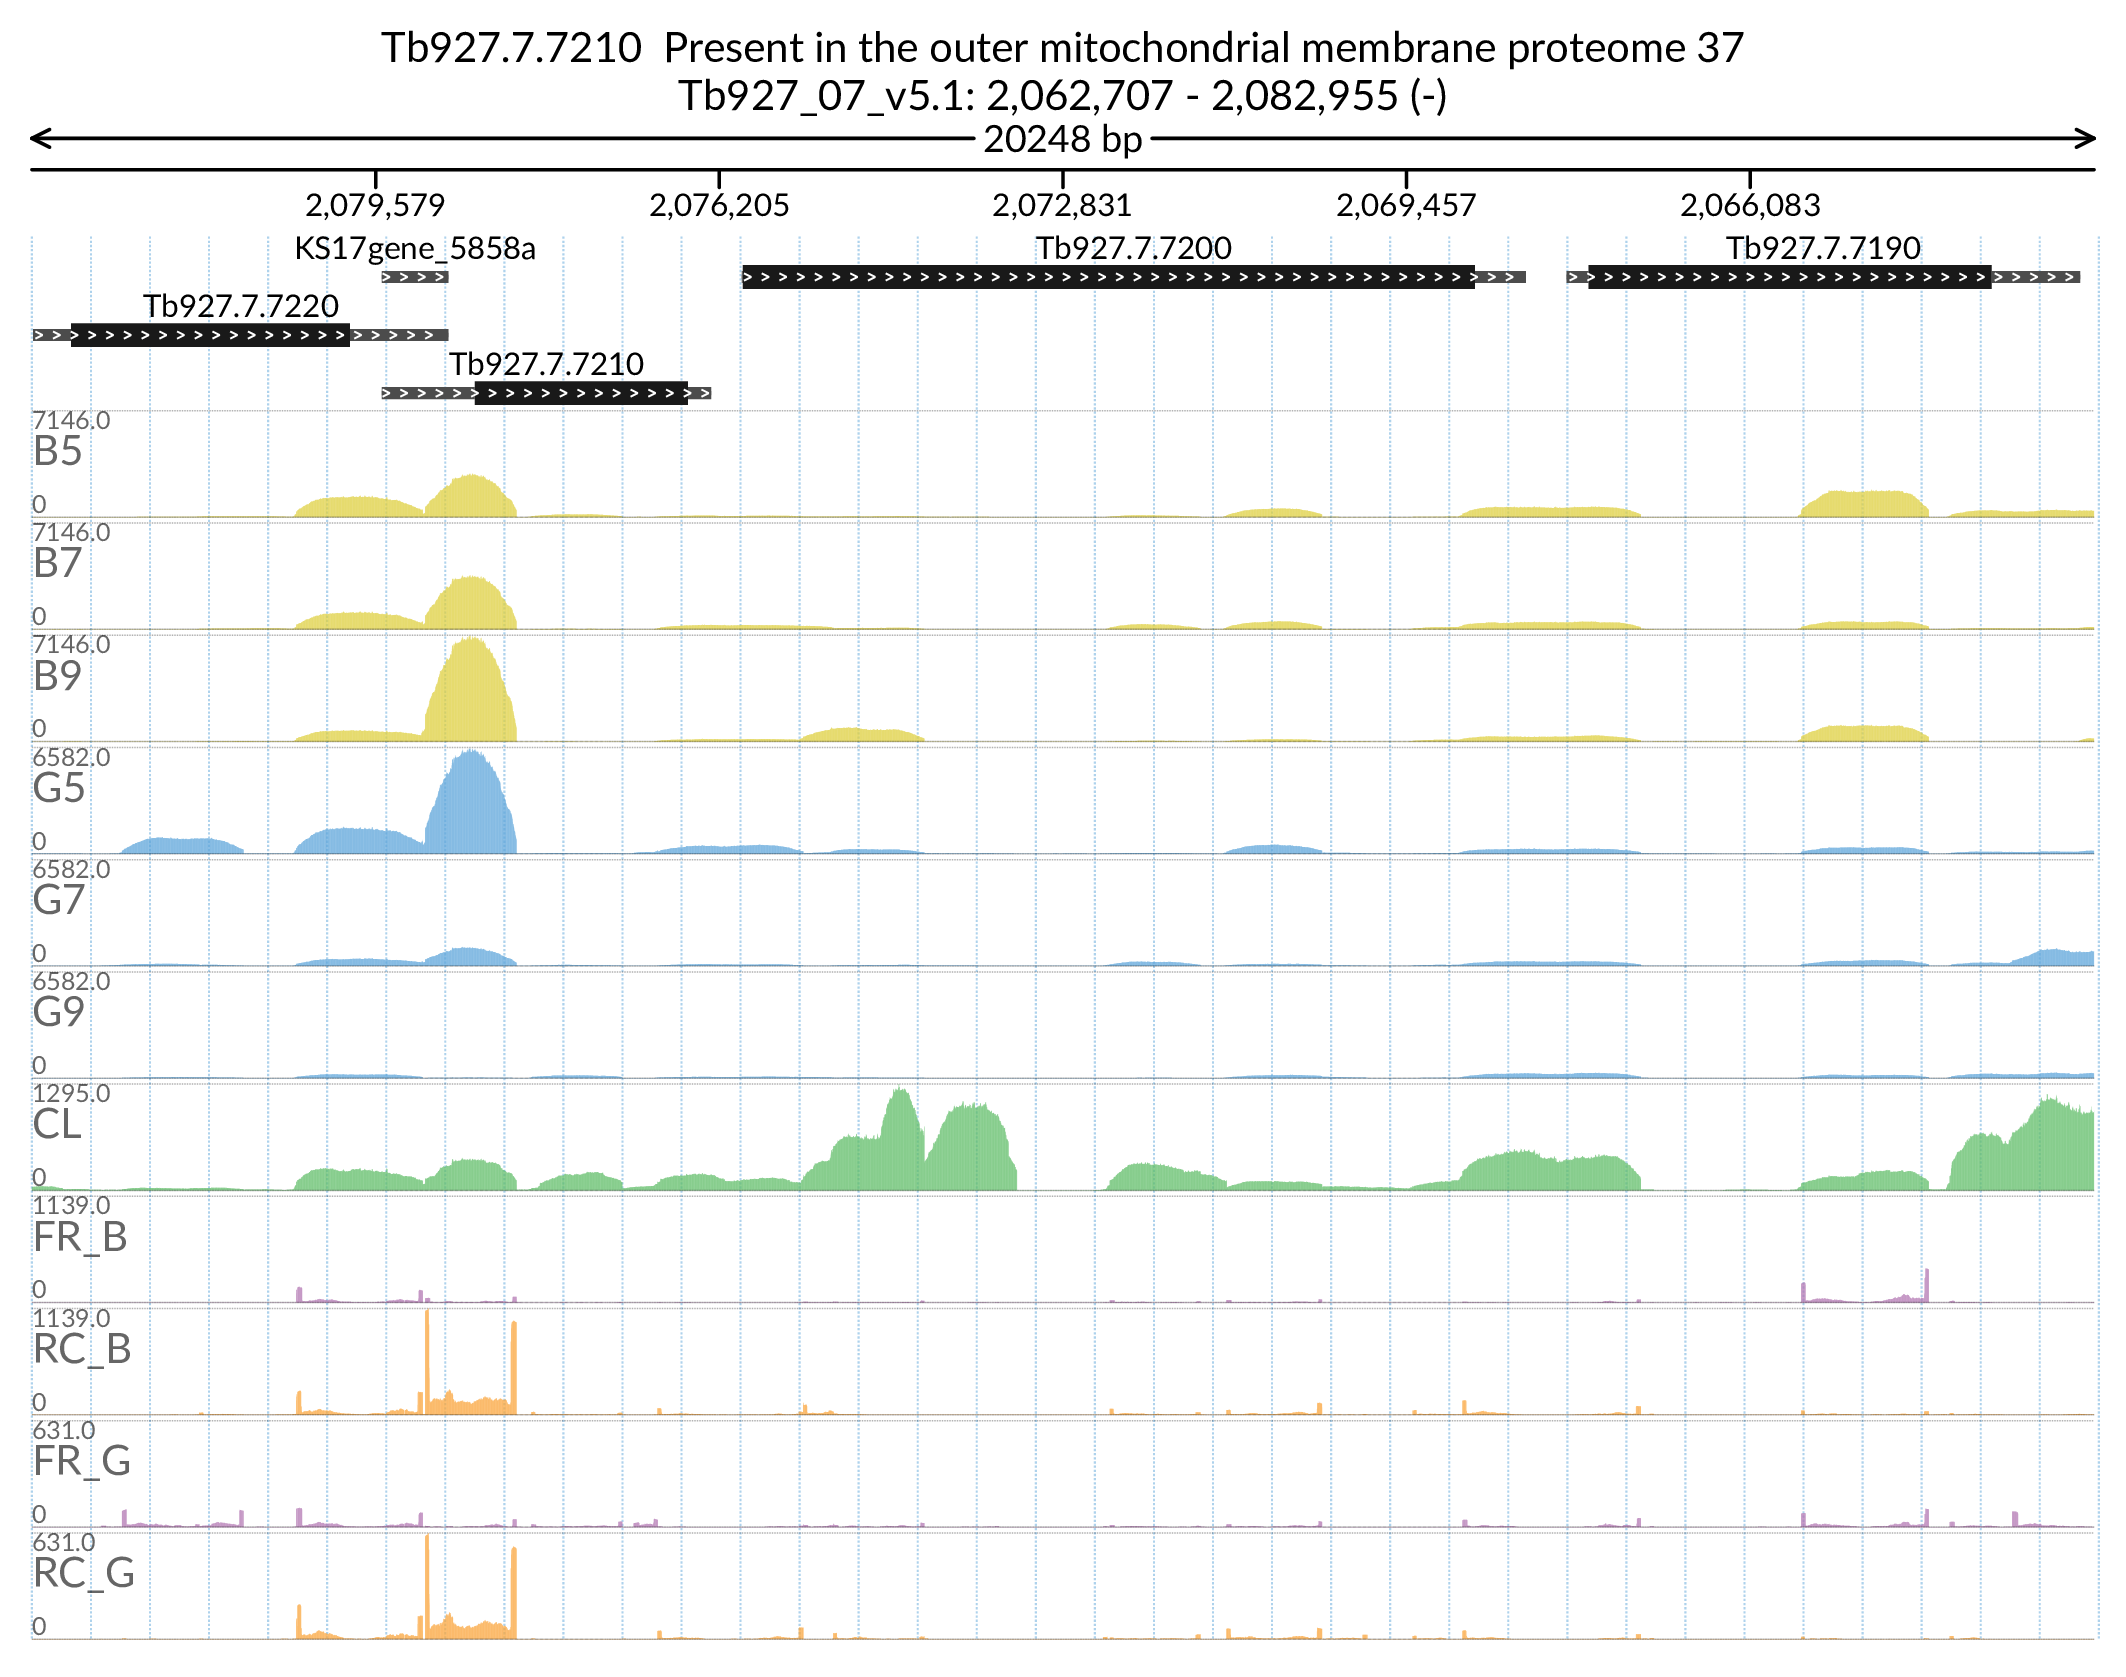 Tb927.7.7210  Present in the outer mitochondrial membrane proteome 37
Tb927_07_v5.1: 2,062,707 - 2,082,955 (-)
20248 bp
2,079,579 2,076,205 2,072,831 2,069,457 2,066,083
KS17gene_5858a Tb927.7.7200 Tb927.7.7190
Tb927.7.7220
Tb927.7.7210
7146.0
B5
0
7146.0
B7
0
7146.0
B9
0
6582.0
G5
0
6582.0
G7
0
6582.0
G9
0
1295.0
CL
0
1139.0
FR_B
0
1139.0
RC_B
0
631.0
FR_G
0
631.0
RC_G
0